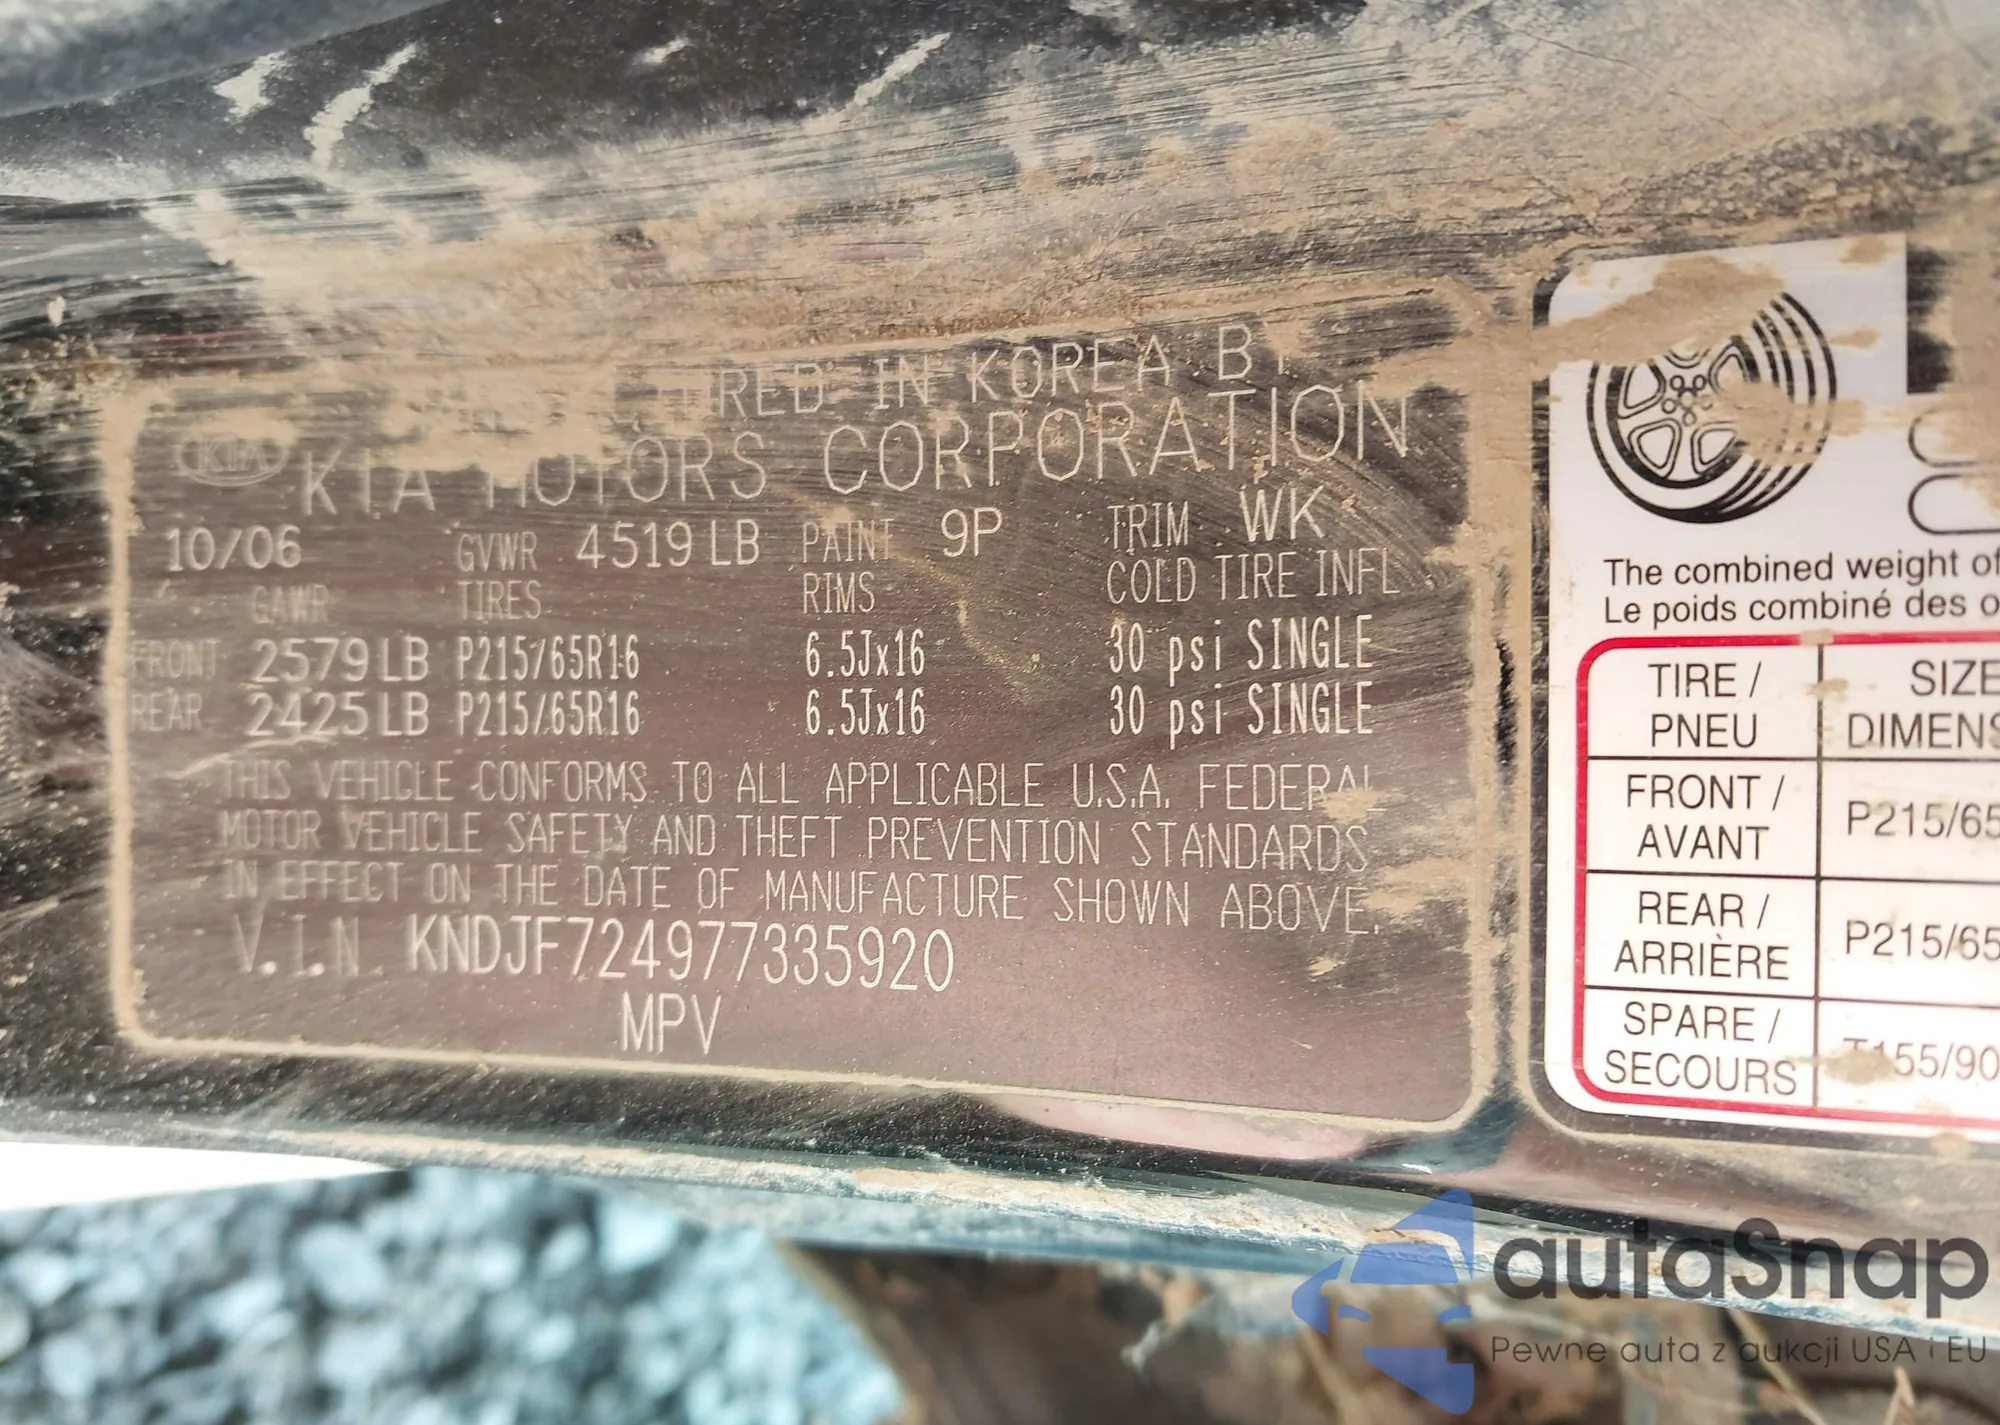 IN KOREA BY
KIA MOTORS CORPORATION
KIA
10/06 GVWR 4519 LB PAINT 9P TRIM WK
GAWR TIRES RIMS COLD TIRE INFL
FRONT 2579 LB P215/65R16 6.5Jx16 30 psi SINGLE
REAR 2425 LB P215/65R16 6.5Jx16 30 psi SINGLE
THIS VEHICLE CONFORMS TO ALL APPLICABLE U.S.A. FEDERAL
MOTOR VEHICLE SAFETY AND THEFT PREVENTION STANDARDS
IN EFFECT ON THE DATE OF MANUFACTURE SHOWN ABOVE.
V.I.N. KNDJF724977335920
MPV
The combined weight of
Le poids combiné des o
TIRE / SIZE
PNEU DIMENS
FRONT / P215/65
AVANT
REAR / P215/65
ARRIÈRE
SPARE / T155/90
SECOURS
autaSnap
Pewne auta z aukcji USA i EU